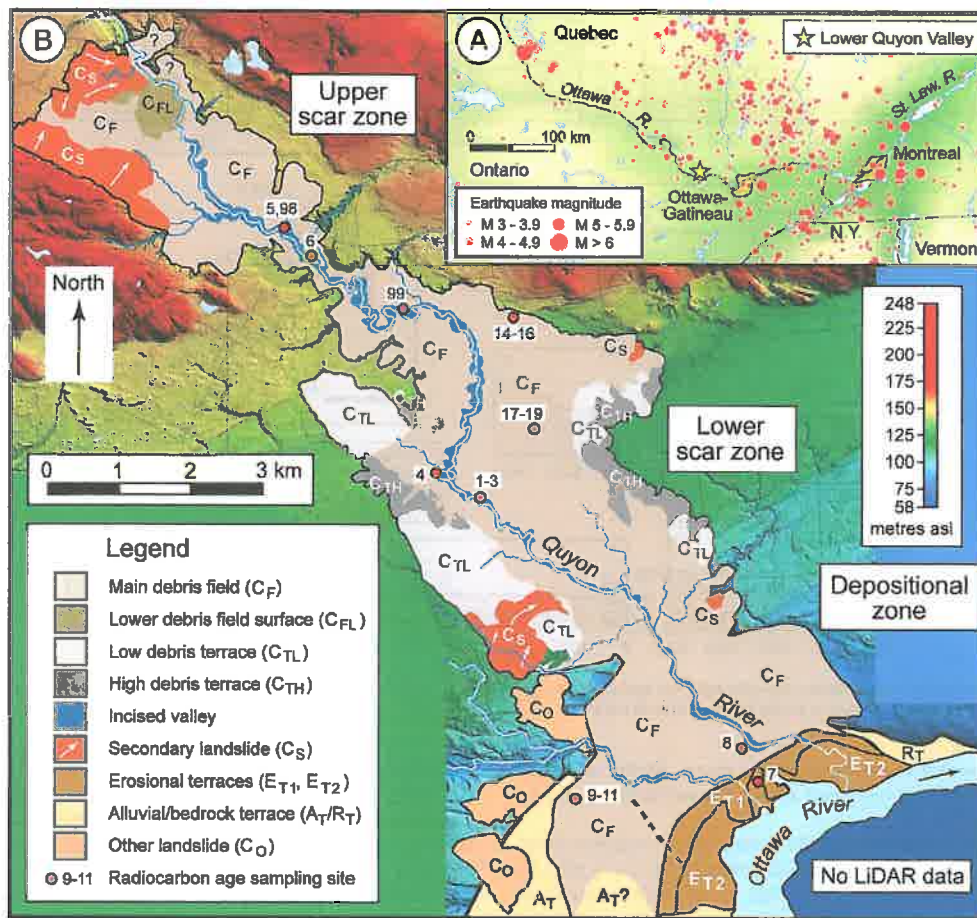 B
A
Quebec
Lower Quyon Valley
Ottawa
R.
St. Law. R.
0 100 km
Ontario
Montreal
Ottawa-
Gatineau
N.Y.
Vermont
Earthquake magnitude
M 3 - 3.9
M 5 - 5.9
M 4 - 4.9
M > 6
Upper
scar zone
?
?
CS
CFL
CF
CS
CF
5,98
6
North
99
14-16
CF
CS
CF
17-19
CTH
CTL
CTL
Lower
scar zone
0 1 2 3 km
4
CTH
1-3
CTH
CTL
CTL
Quyon
248
225
200
175
150
125
100
75
58
metres asl
Depositional
zone
CS
CS
CTL
CF
CO
River
CF
8
RT
ET2
7
ET1
9-11
CO
CF
CO
AT
AT?
ET2
Ottawa
River
No LiDAR data
Legend
Main debris field (CF)
Lower debris field surface (CFL)
Low debris terrace (CTL)
High debris terrace (CTH)
Incised valley
Secondary landslide (CS)
Erosional terraces (ET1, ET2)
Alluvial/bedrock terrace (AT/RT)
Other landslide (CO)
9-11 Radiocarbon age sampling site